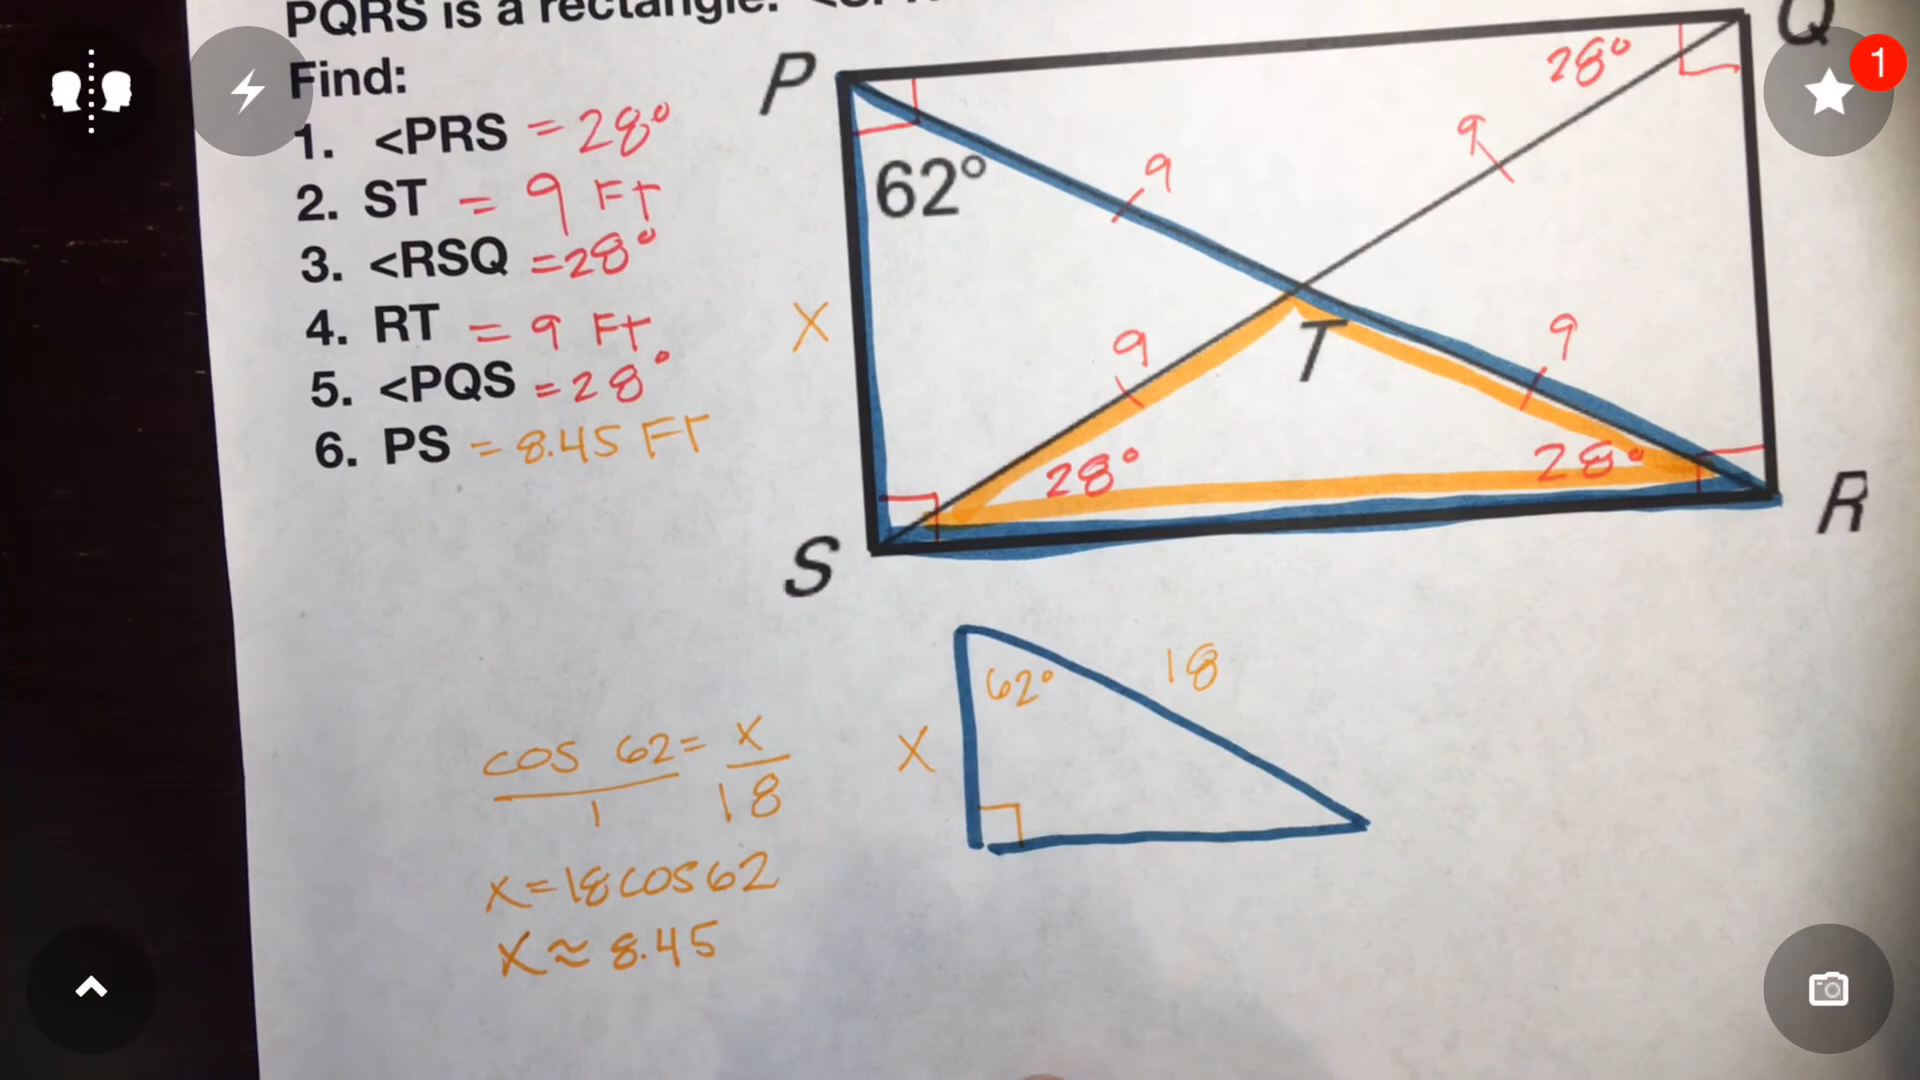 PQRS is a rectangle.
Find:
1. <PRS = 28°
2. ST = 9 FT
3. <RSQ = 28°
4. RT = 9 FT
5. <PQS = 28°
6. PS = 8.45 FT
P
Q
28°
1
62°
9
9
X
9
T
9
28°
28°
S
R
62°
18
X
cos 62 = x
1 18
x = 18 cos 62
x ≈ 8.45